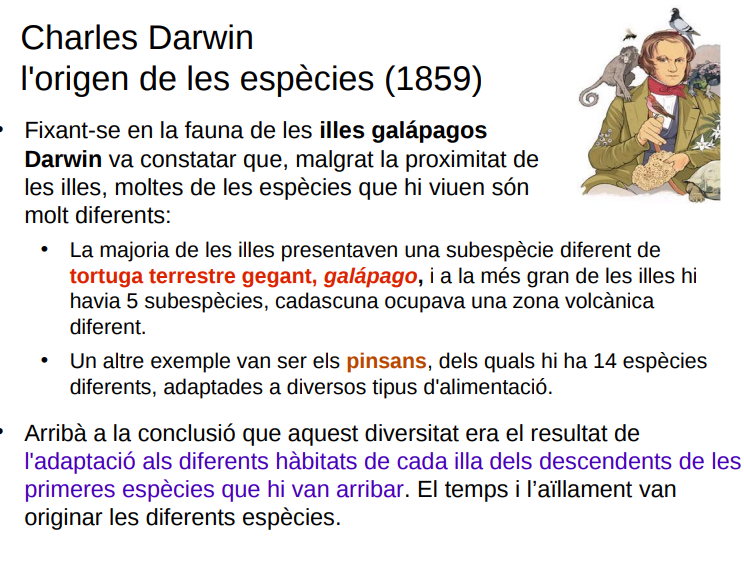 Charles Darwin
l'origen de les espècies (1859)
• Fixant-se en la fauna de les illes galápagos
Darwin va constatar que, malgrat la proximitat de
les illes, moltes de les espècies que hi viuen són
molt diferents:
• La majoria de les illes presentaven una subespècie diferent de
tortuga terrestre gegant, galápago, i a la més gran de les illes hi
havia 5 subespècies, cadascuna ocupava una zona volcànica
diferent.
• Un altre exemple van ser els pinsans, dels quals hi ha 14 espècies
diferents, adaptades a diversos tipus d'alimentació.
• Arribà a la conclusió que aquest diversitat era el resultat de
l'adaptació als diferents hàbitats de cada illa dels descendents de les
primeres espècies que hi van arribar. El temps i l’aïllament van
originar les diferents espècies.